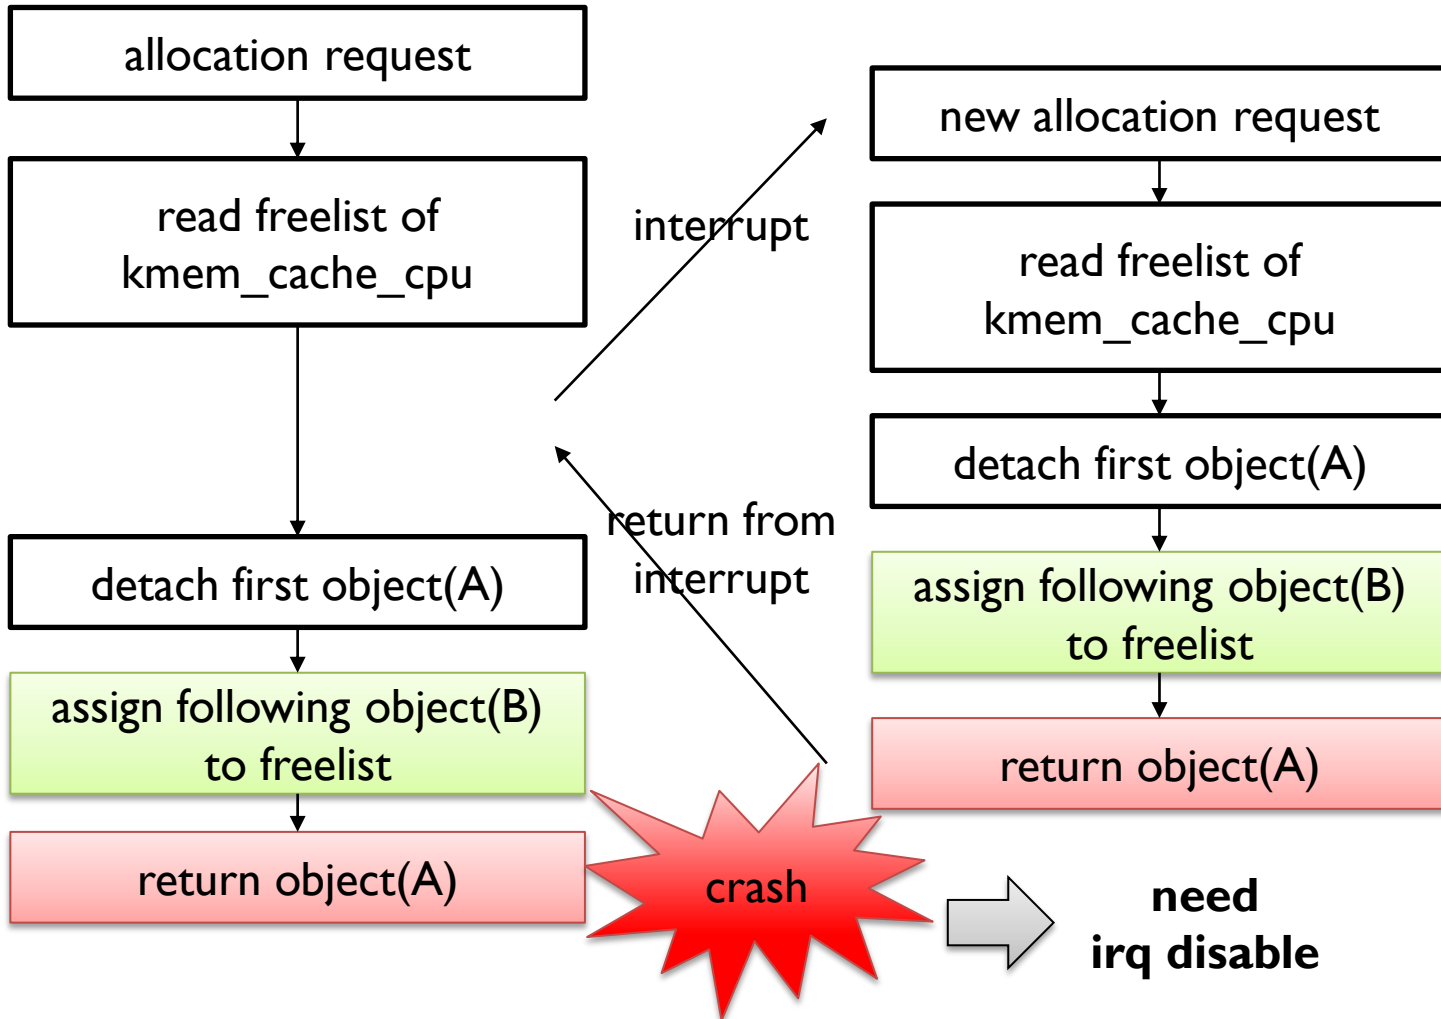 allocation request
read freelist of
kmem_cache_cpu
detach first object(A)
assign following object(B)
to freelist
return object(A)
interrupt
return from
interrupt
new allocation request
read freelist of
kmem_cache_cpu
detach first object(A)
assign following object(B)
to freelist
return object(A)
crash
need
irq disable